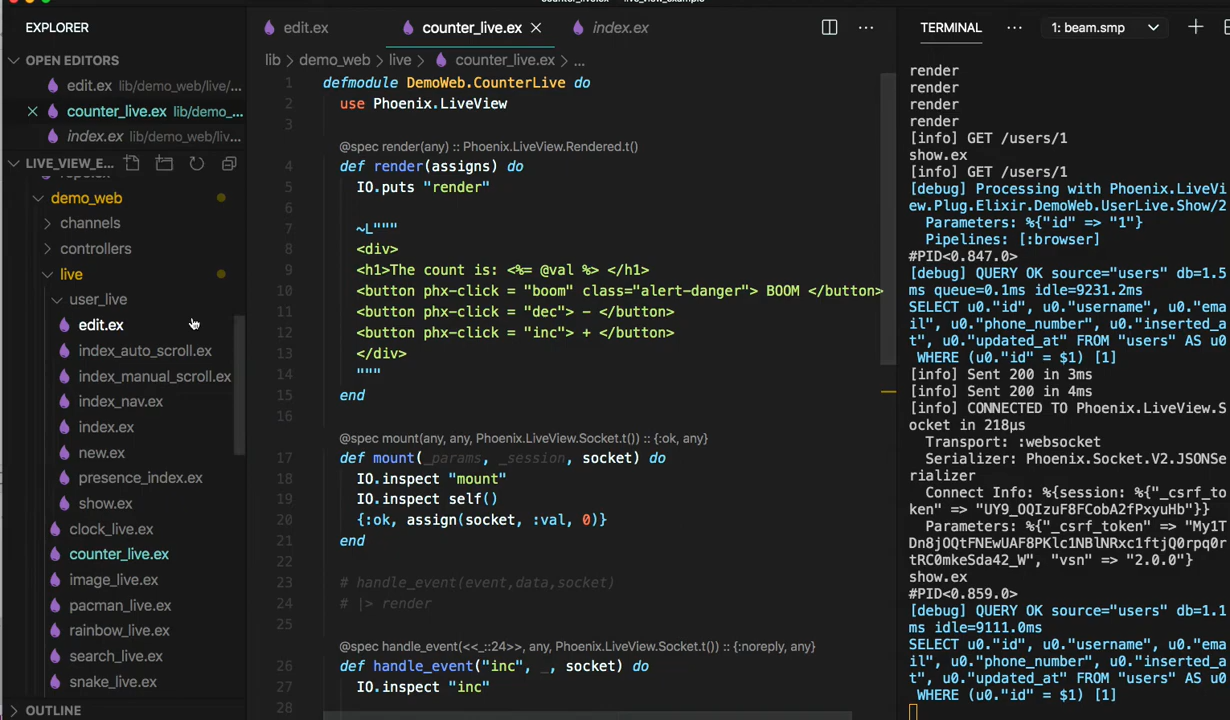 counter_live.ex — live_view_example
EXPLORER
OPEN EDITORS
edit.ex lib/demo_web/live/...
counter_live.ex lib/demo_...
index.ex lib/demo_web/liv...
LIVE_VIEW_E...
repo.ex
demo_web
channels
controllers
live
user_live
edit.ex
index_auto_scroll.ex
index_manual_scroll.ex
index_nav.ex
index.ex
new.ex
presence_index.ex
show.ex
clock_live.ex
counter_live.ex
image_live.ex
pacman_live.ex
rainbow_live.ex
search_live.ex
snake_live.ex
OUTLINE
edit.ex
counter_live.ex
index.ex
lib > demo_web > live > counter_live.ex > ...
1 defmodule DemoWeb.CounterLive do
2 use Phoenix.LiveView
3
@spec render(any) :: Phoenix.LiveView.Rendered.t()
4 def render(assigns) do
5 IO.puts "render"
6
7 ~L"""
8 <div>
9 <h1>The count is: <%= @val %> </h1>
10 <button phx-click = "boom" class="alert-danger"> BOOM </button>
11 <button phx-click = "dec"> - </button>
12 <button phx-click = "inc"> + </button>
13 </div>
14 """
15 end
16
@spec mount(any, any, Phoenix.LiveView.Socket.t()) :: {:ok, any}
17 def mount(_params, _session, socket) do
18 IO.inspect "mount"
19 IO.inspect self()
20 {:ok, assign(socket, :val, 0)}
21 end
22
23 # handle_event(event,data,socket)
24 # |> render
25
@spec handle_event(<<_::24>>, any, Phoenix.LiveView.Socket.t()) :: {:noreply, any}
26 def handle_event("inc", _, socket) do
27 IO.inspect "inc"
28
TERMINAL
1: beam.smp
render
render
render
render
[info] GET /users/1
show.ex
[info] GET /users/1
[debug] Processing with Phoenix.LiveVi
ew.Plug.Elixir.DemoWeb.UserLive.Show/2
Parameters: %{"id" => "1"}
Pipelines: [:browser]
#PID<0.847.0>
[debug] QUERY OK source="users" db=1.5
ms queue=0.1ms idle=9231.2ms
SELECT u0."id", u0."username", u0."ema
il", u0."phone_number", u0."inserted_a
t", u0."updated_at" FROM "users" AS u0
WHERE (u0."id" = $1) [1]
[info] Sent 200 in 3ms
[info] Sent 200 in 4ms
[info] CONNECTED TO Phoenix.LiveView.S
ocket in 218µs
Transport: :websocket
Serializer: Phoenix.Socket.V2.JSONSe
rializer
Connect Info: %{session: %{"_csrf_to
ken" => "UY9_OQIzuF8FCobA2fPxyuHb"}}
Parameters: %{"_csrf_token" => "My1T
Dn8jOQtFNEwUAF8PKlc1NBlNRxc1ftjQ0rpq0r
tRC0mkeSda42_W", "vsn" => "2.0.0"}
show.ex
#PID<0.859.0>
[debug] QUERY OK source="users" db=1.1
ms idle=9111.0ms
SELECT u0."id", u0."username", u0."ema
il", u0."phone_number", u0."inserted_a
t", u0."updated_at" FROM "users" AS u0
WHERE (u0."id" = $1) [1]